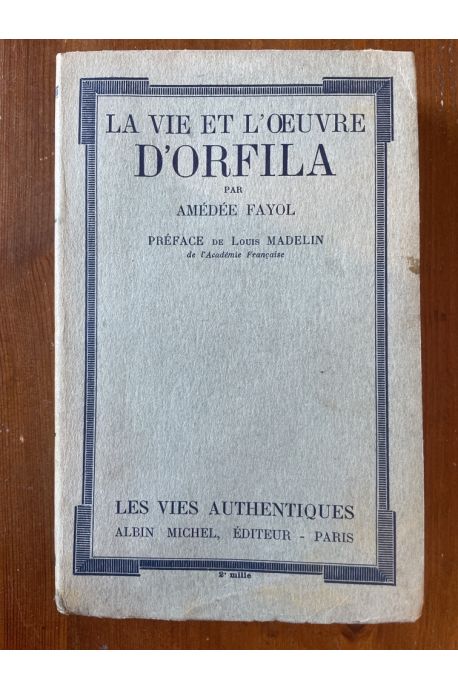 LA VIE ET L'ŒUVRE
D'ORFILA
PAR
AMÉDÉE FAYOL
PRÉFACE DE LOUIS MADELIN
de l'Académie Française
LES VIES AUTHENTIQUES
ALBIN MICHEL, ÉDITEUR - PARIS
2e mille